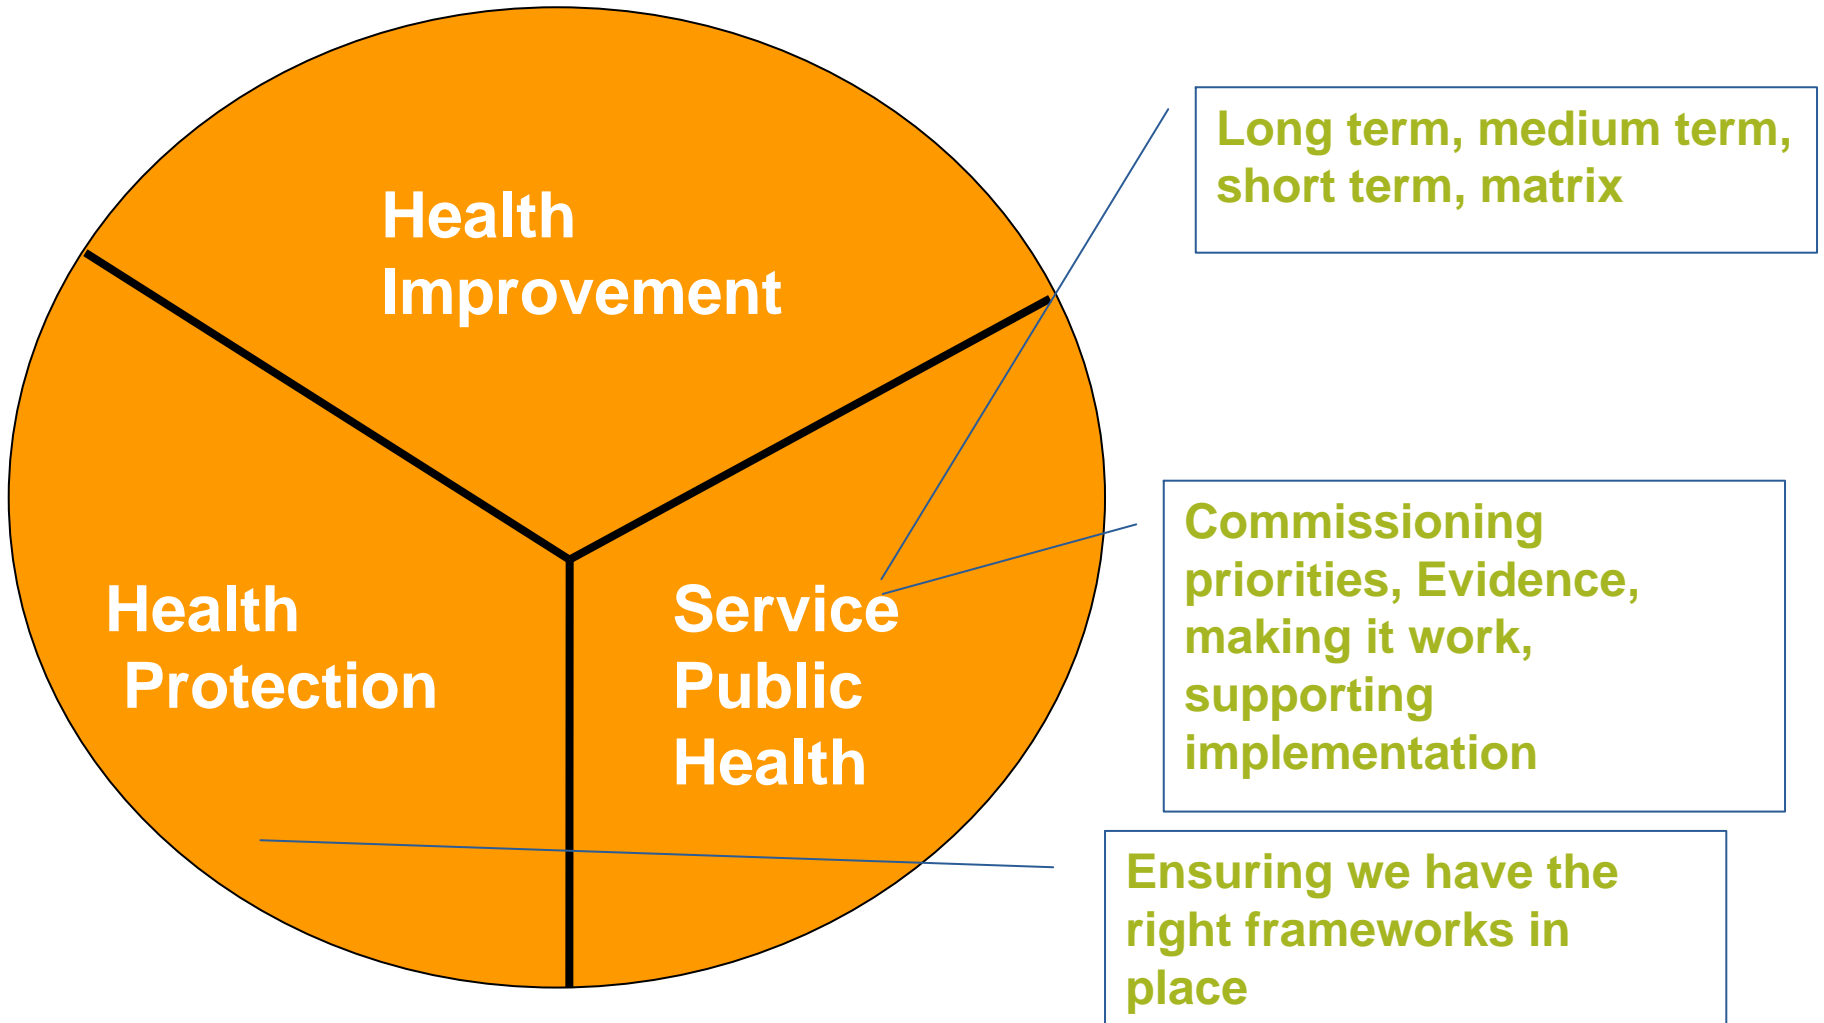 Health
Improvement
Health
Protection
Service
Public
Health
Long term, medium term,
short term, matrix
Commissioning
priorities, Evidence,
making it work,
supporting
implementation
Ensuring we have the
right frameworks in
place